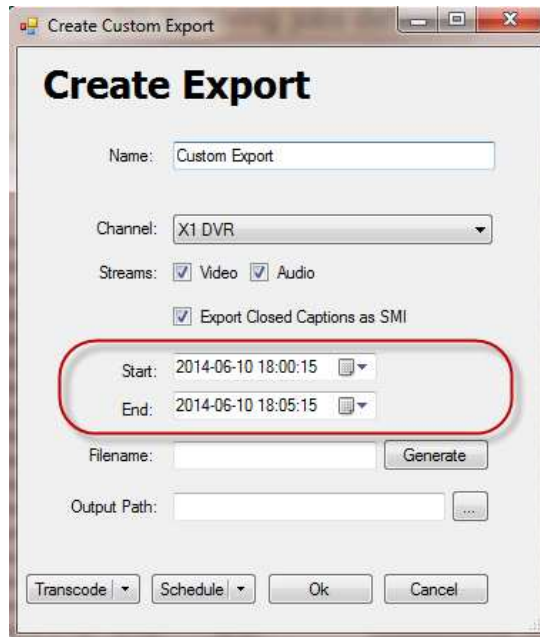 Create Custom Export
Create Export
Name: Custom Export
Channel: X1 DVR
Streams: Video Audio
Export Closed Captions as SMI
Start: 2014-06-10 18:00:15
End: 2014-06-10 18:05:15
Filename: Generate
Output Path: ...
Transcode Schedule Ok Cancel